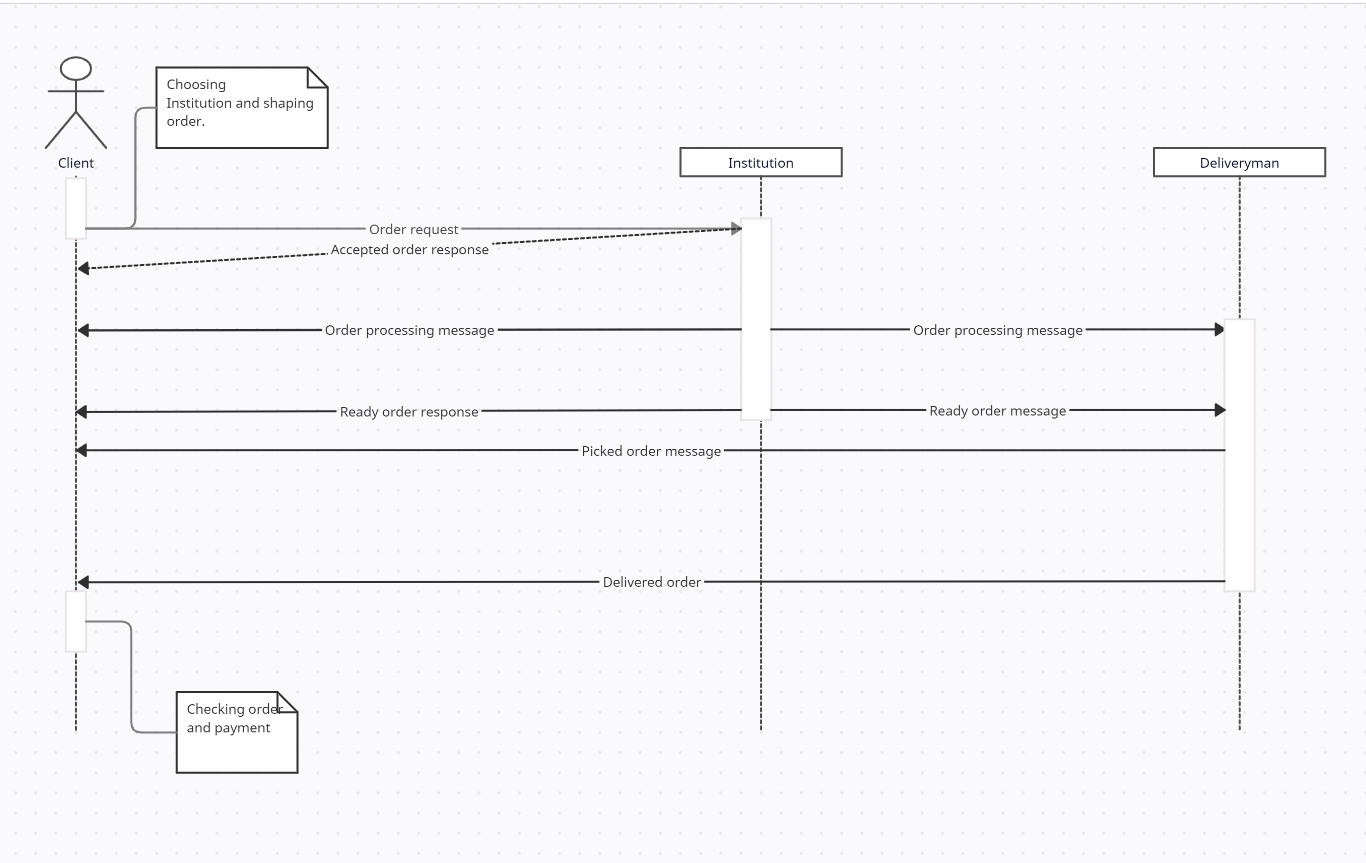 Choosing
Institution and shaping
order.
Client
Institution
Deliveryman
Order request
Accepted order response
Order processing message
Order processing message
Ready order response
Ready order message
Picked order message
Delivered order
Checking order
and payment